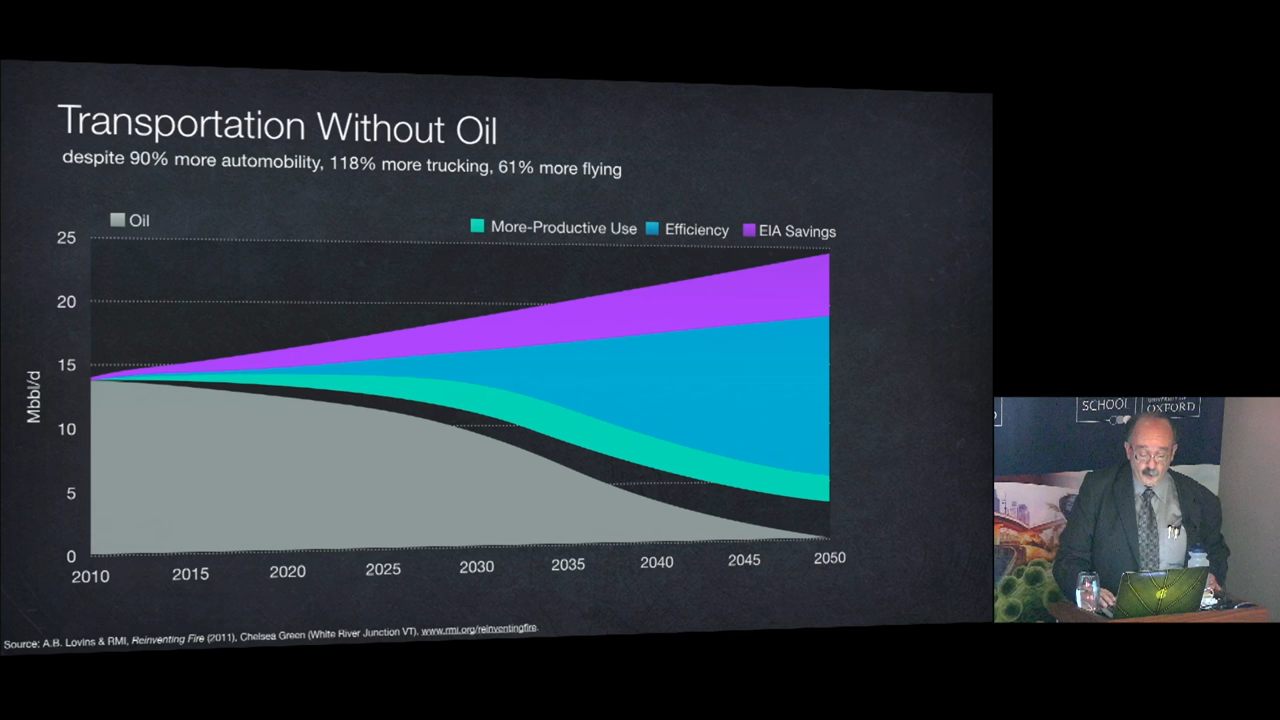 Transportation Without Oil
despite 90% more automobility, 118% more trucking, 61% more flying
Oil
More-Productive Use
Efficiency
EIA Savings
25
20
15
10
5
0
Mbbl/d
2010
2015
2020
2025
2030
2035
2040
2045
2050
Source: A.B. Lovins & RMI, Reinventing Fire (2011), Chelsea Green (White River Junction VT), www.rmi.org/reinventingfire.
SCHOOL
UNIVERSITY OF
OXFORD